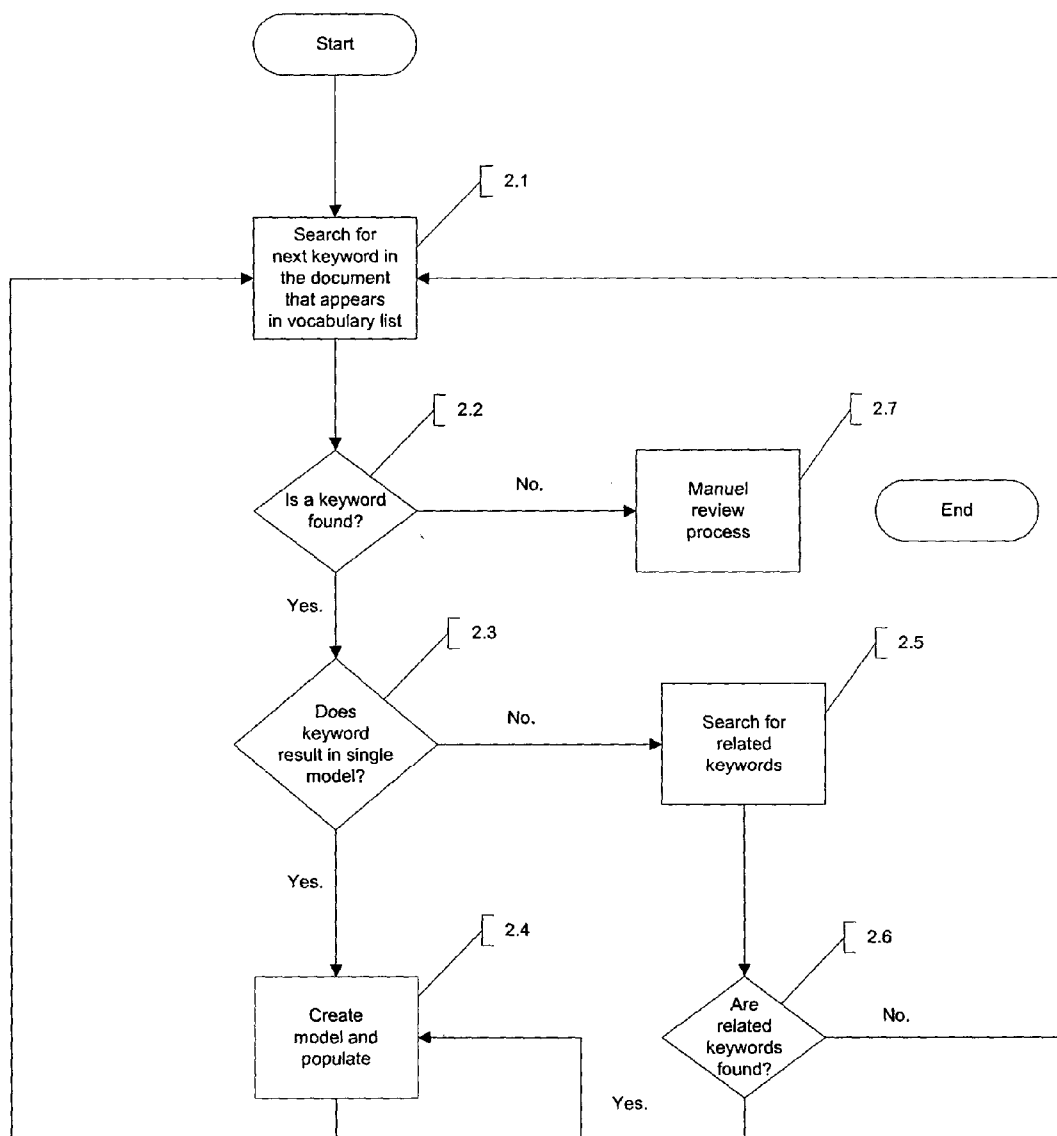 Start
2.1
Search for
next keyword in
the document
that appears
in vocabulary list
2.2
2.7
Is a keyword
found?
No.
Manuel
review
process
End
Yes.
2.3
2.5
Does
keyword
result in single
model?
No.
Search for
related
keywords
Yes.
2.4
2.6
Create
model and
populate
Are
related
keywords
found?
No.
Yes.